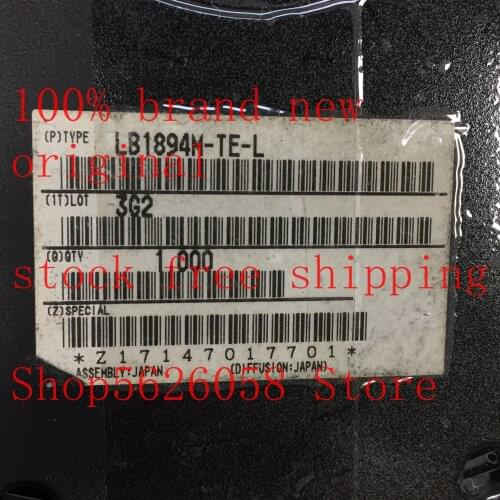 100% brand new
(P)TYPE LB1894M-TE-L
original
(1T)LOT 3G2
(Q)QTY 1,000
stock free shipping
(Z)SPECIAL
*Z17147017701*
ASSEMBLY:JAPAN (DIFFUSION:JAPAN)
Shop5626058 Store